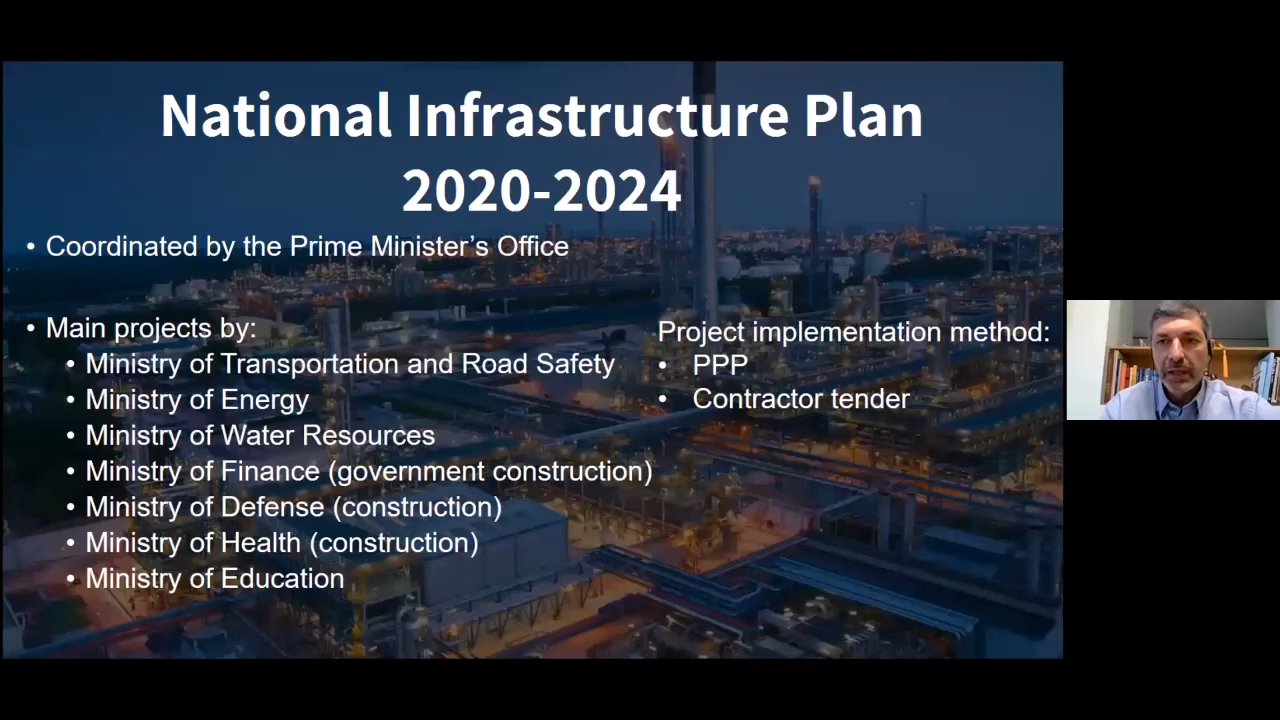 National Infrastructure Plan
2020-2024
• Coordinated by the Prime Minister’s Office
• Main projects by:
• Ministry of Transportation and Road Safety
• Ministry of Energy
• Ministry of Water Resources
• Ministry of Finance (government construction)
• Ministry of Defense (construction)
• Ministry of Health (construction)
• Ministry of Education
Project implementation method:
• PPP
• Contractor tender